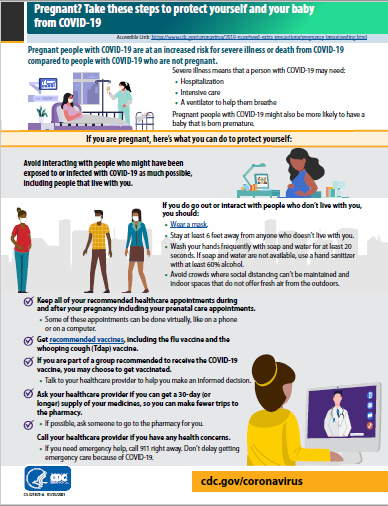 Pregnant? Take these steps to protect yourself and your baby
from COVID-19
Accessible Link:
Pregnant people with COVID-19 are at an increased risk for severe illness or death from COVID-19
compared to people with COVID-19 who are not pregnant.
Severe illness means that a person with COVID-19 may need:
• Hospitalization
• Intensive care
• A ventilator to help them breathe
Pregnant people with COVID-19 might also be more likely to have a
baby that is born premature.
If you are pregnant, here's what you can do to protect yourself:
Avoid interacting with people who might have been
exposed to or infected with COVID-19 as much possible,
including people that live with you.
If you do go out or interact with people who don't live with you,
you should:
• Wear a mask.
• Stay at least 6 feet away from anyone who doesn't live with you.
• Wash your hands frequently with soap and water for at least 20
seconds. If soap and water are not available, use a hand sanitizer
with at least 60% alcohol.
• Avoid crowds where social distancing can't be maintained and
indoor spaces that do not offer fresh air from the outdoors.
Keep all of your recommended healthcare appointments during
and after your pregnancy including your prenatal care appointments.
• Some of these appointments can be done virtually, like on a phone
or on a computer.
Get recommended vaccines, including the flu vaccine and the
whooping cough (Tdap) vaccine.
If you are part of a group recommended to receive the COVID-19
vaccine, you may choose to get vaccinated.
• Talk to your healthcare provider to help you make an informed decision.
Ask your healthcare provider if you can get a 30-day (or
longer) supply of your medicines, so you can make fewer trips to
the pharmacy.
• If possible, ask someone to go to the pharmacy for you.
Call your healthcare provider if you have any health concerns.
• If you need emergency help, call 911 right away. Don't delay getting
emergency care because of COVID-19.
CDC
cdc.gov/coronavirus